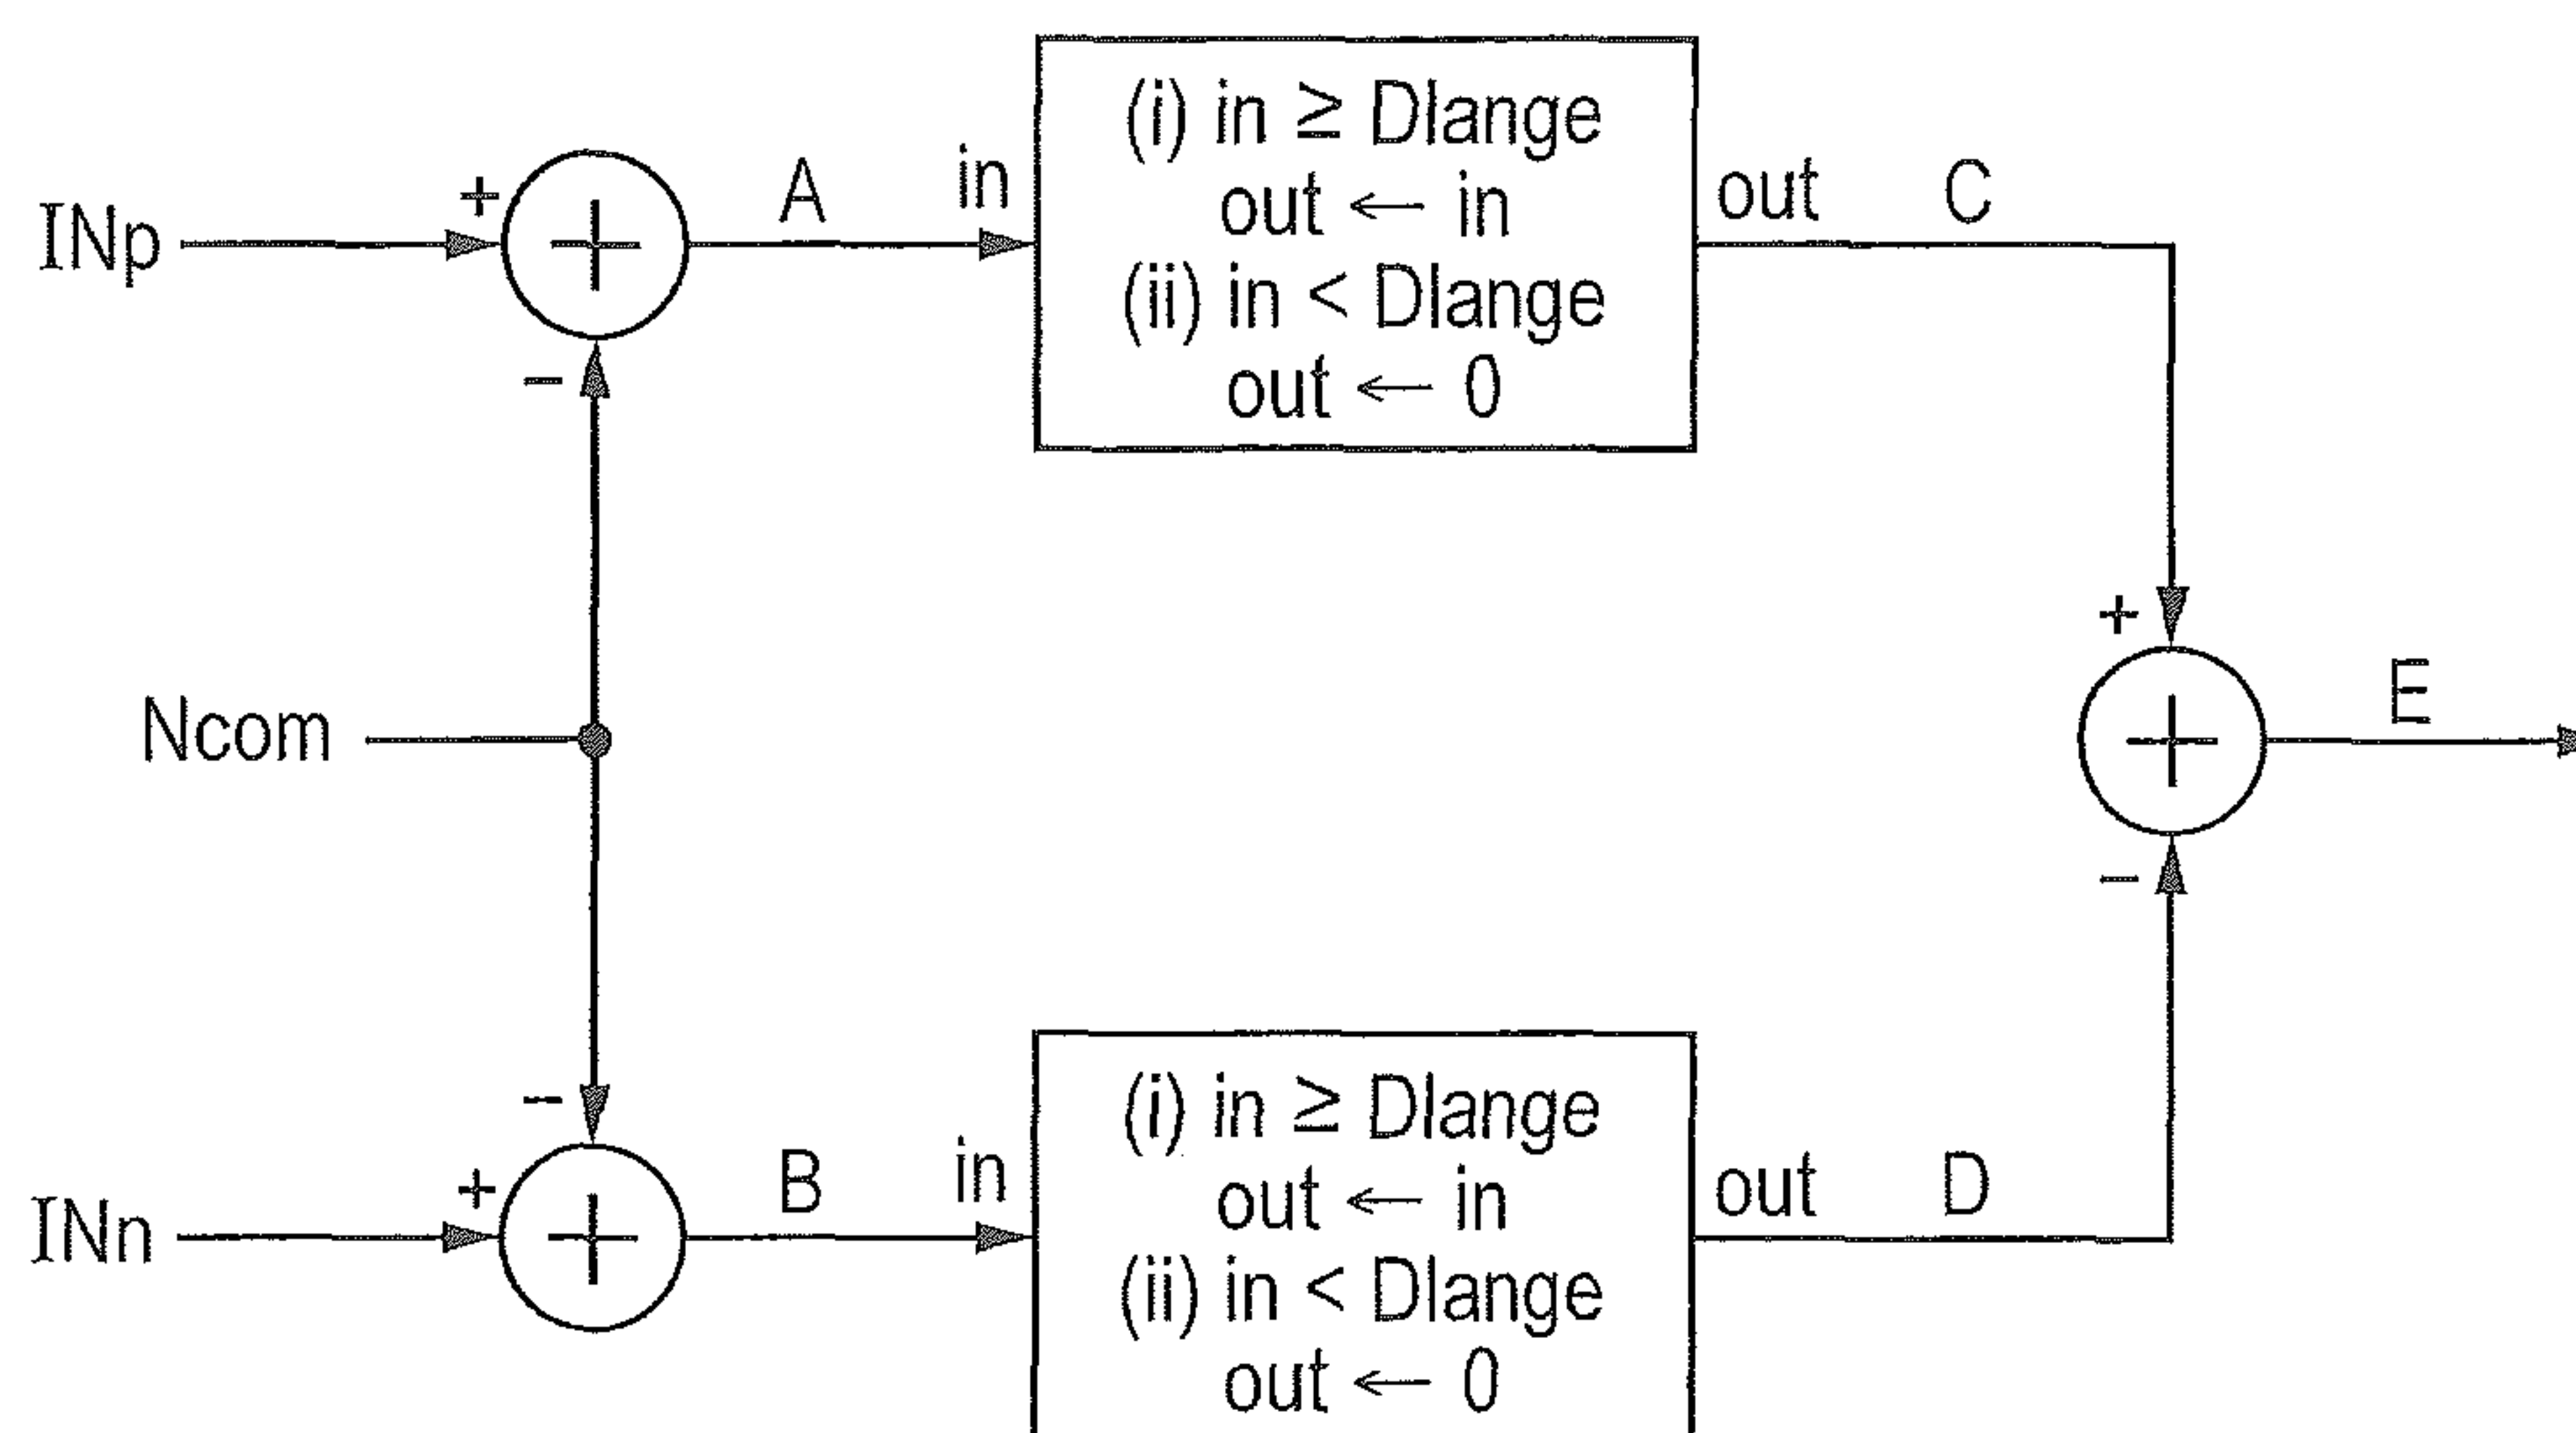 INp
+
−
A
in
(i) in ≥ Dlange
out ← in
(ii) in < Dlange
out ← 0
out
C
Ncom
+
−
E
INn
−
+
B
in
(i) in ≥ Dlange
out ← in
(ii) in < Dlange
out ← 0
out
D